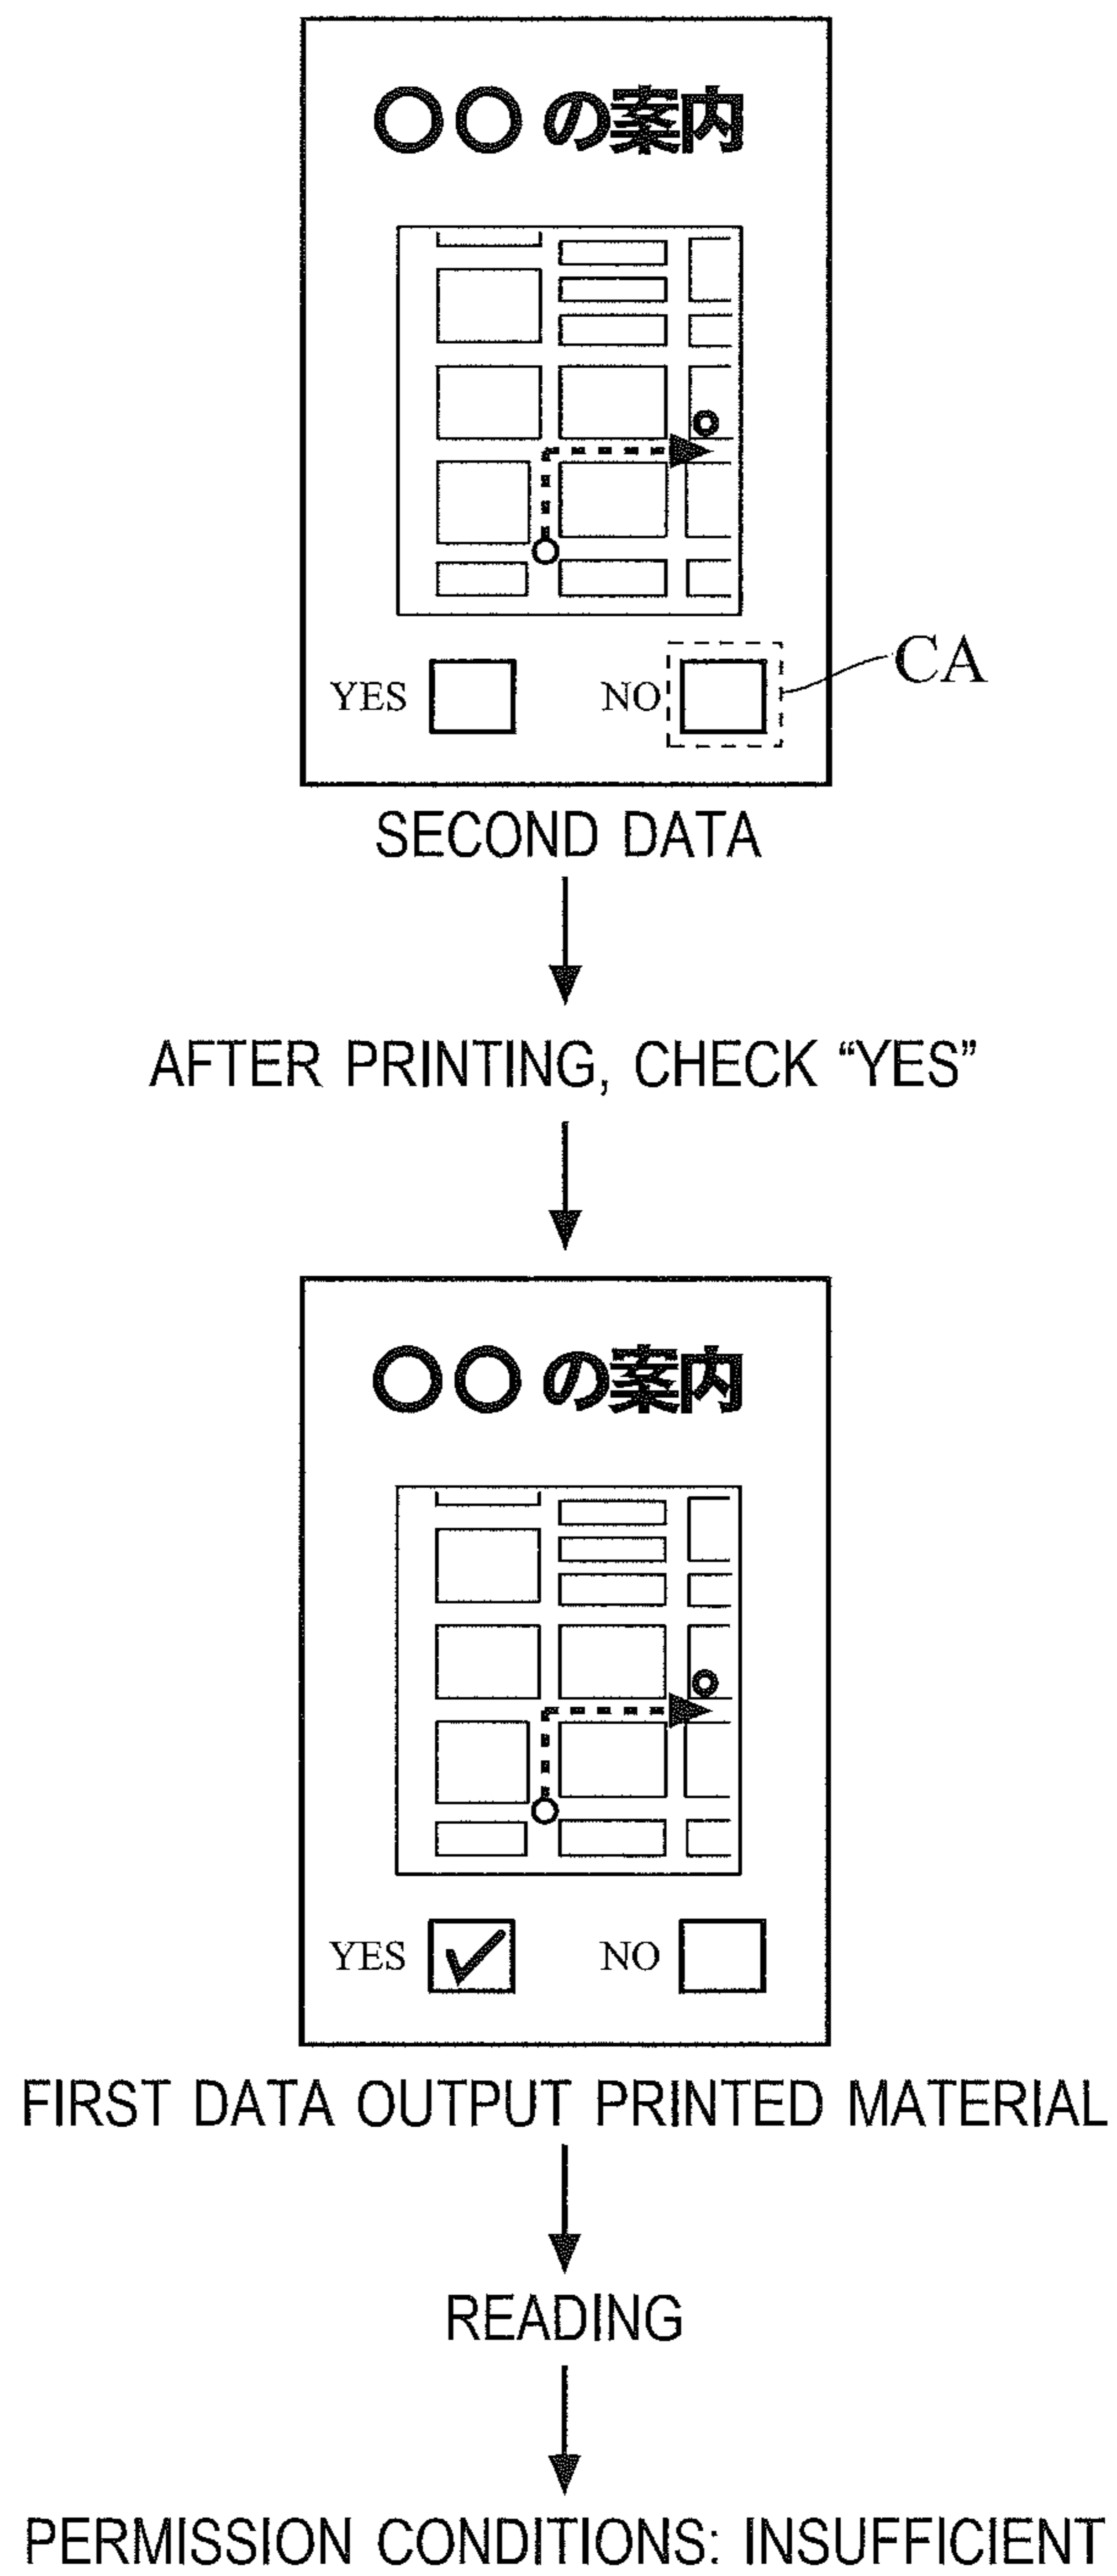 ○○の案内
YES NO CA
SECOND DATA
AFTER PRINTING, CHECK “YES”
○○の案内
YES NO
FIRST DATA OUTPUT PRINTED MATERIAL
READING
PERMISSION CONDITIONS: INSUFFICIENT